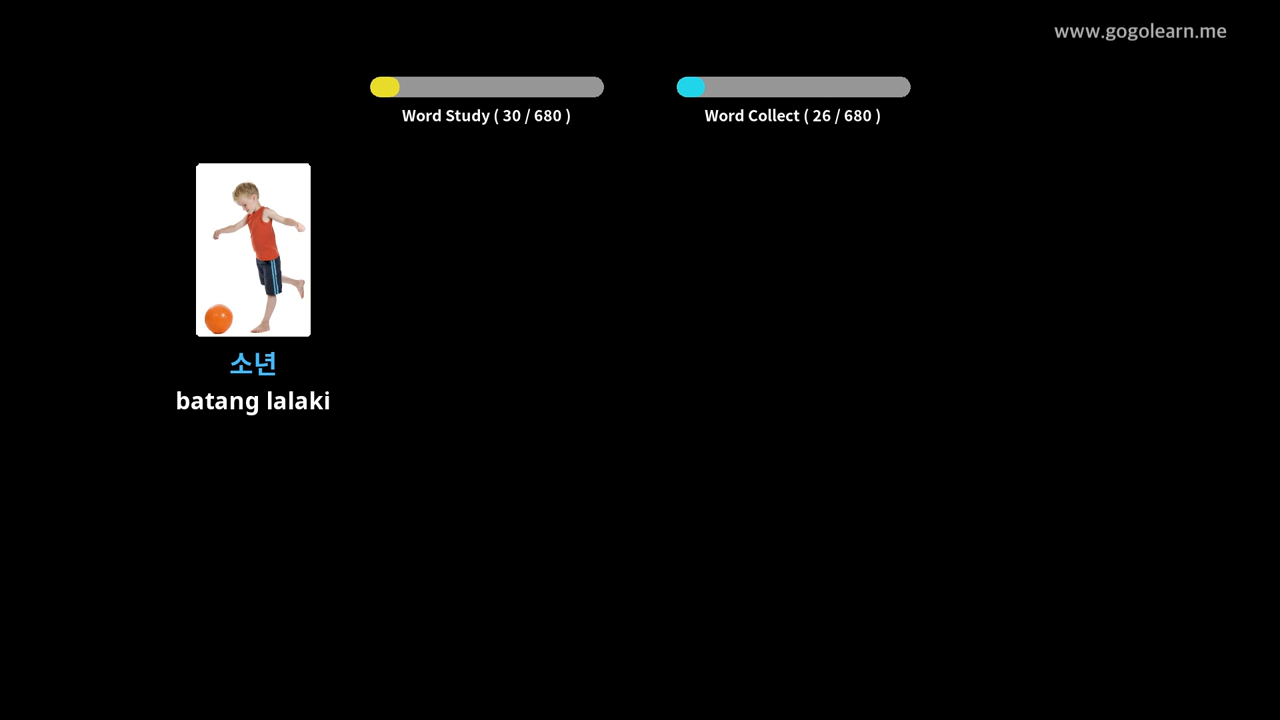 www.gogolearn.me
Word Study ( 30 / 680 )
Word Collect ( 26 / 680 )
소년
batang lalaki